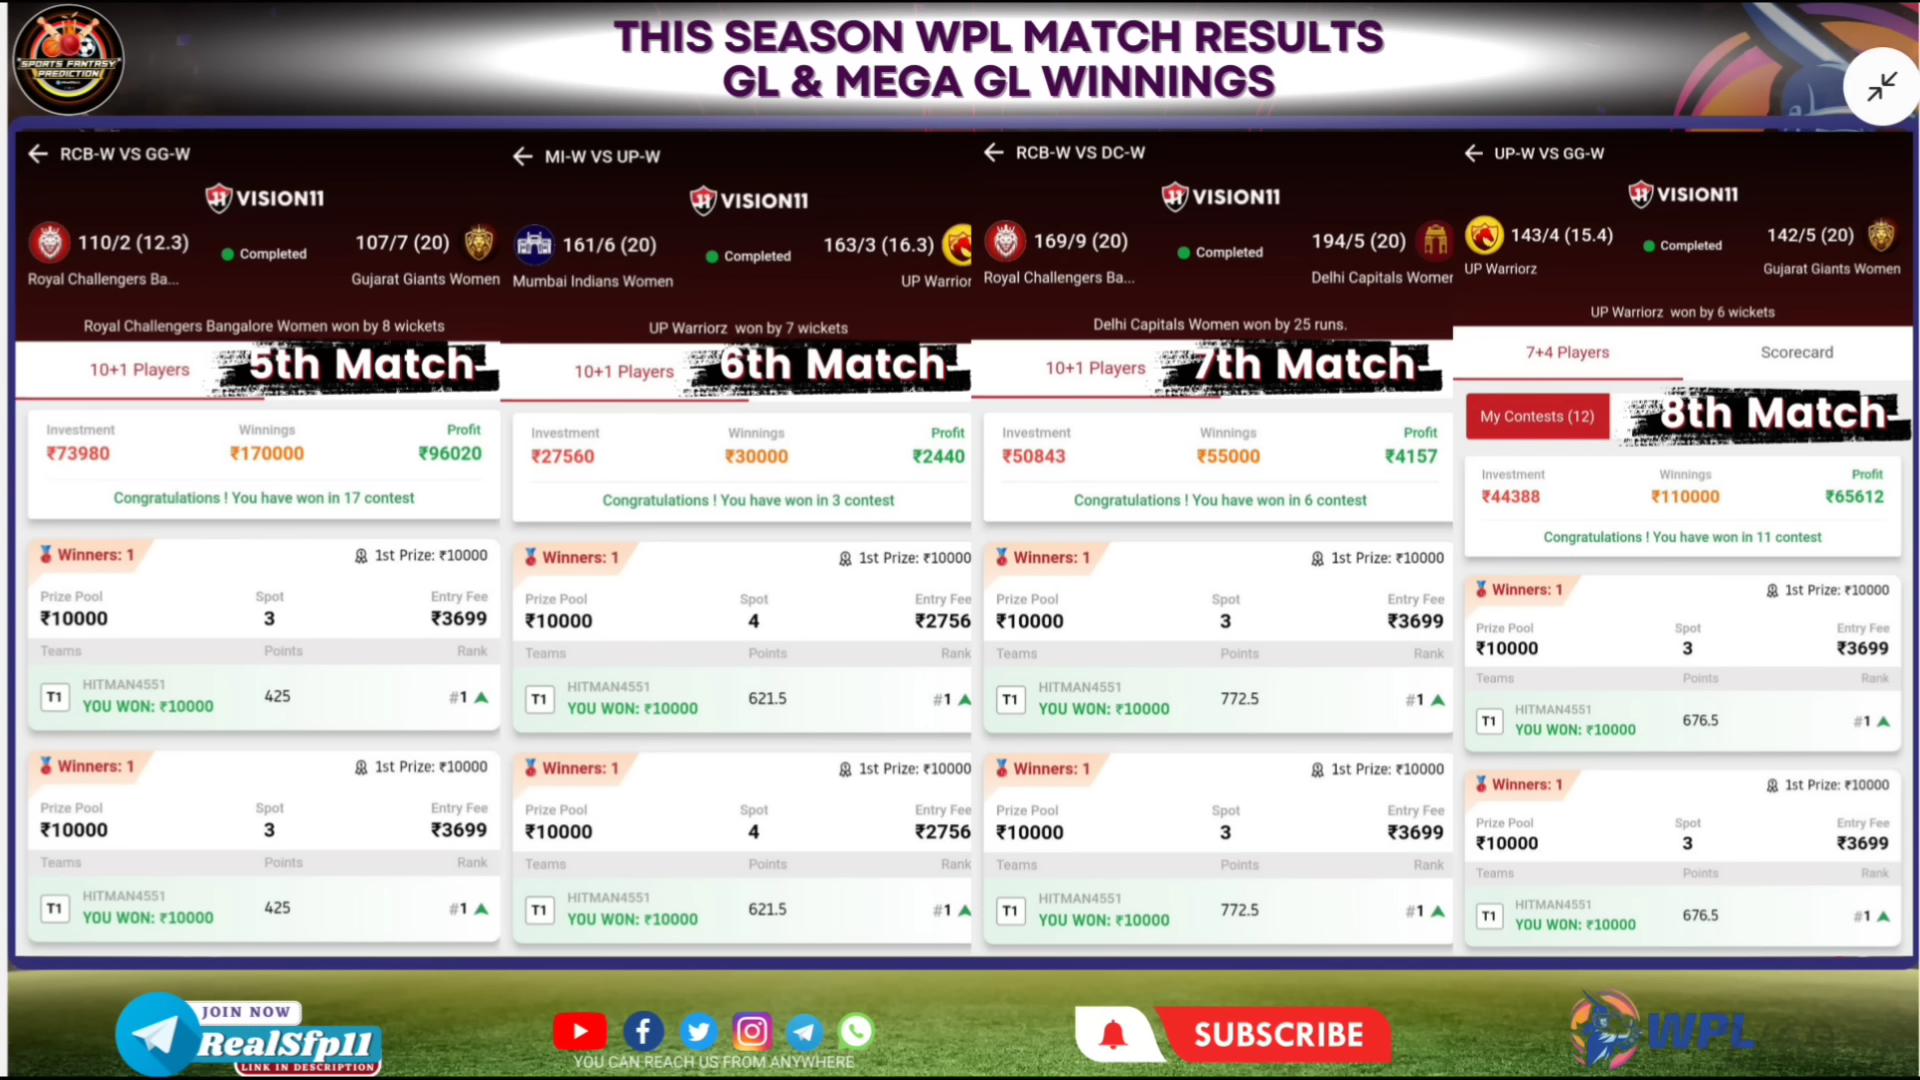 SPORTS FANTASY
PREDICTION
THIS SEASON WPL MATCH RESULTS
GL & MEGA GL WINNINGS
RCB-W VS GG-W
VISION11
110/2 (12.3)
Completed
107/7 (20)
Royal Challengers Ba...
Gujarat Giants Women
Royal Challengers Bangalore Women won by 8 wickets
10+1 Players
5th Match
Investment
Winnings
Profit
₹73980
₹170000
₹96020
Congratulations ! You have won in 17 contest
Winners: 1
1st Prize: ₹10000
Prize Pool
Spot
Entry Fee
₹10000
3
₹3699
Teams
Points
Rank
T1
HITMAN4551
YOU WON: ₹10000
425
#1
Winners: 1
1st Prize: ₹10000
Prize Pool
Spot
Entry Fee
₹10000
3
₹3699
Teams
Points
Rank
T1
HITMAN4551
YOU WON: ₹10000
425
#1
MI-W VS UP-W
VISION11
161/6 (20)
Completed
163/3 (16.3)
Mumbai Indians Women
UP Warrior
UP Warriorz won by 7 wickets
10+1 Players
6th Match
Investment
Winnings
Profit
₹27560
₹30000
₹2440
Congratulations ! You have won in 3 contest
Winners: 1
1st Prize: ₹10000
Prize Pool
Spot
Entry Fee
₹10000
4
₹2756
Teams
Points
Rank
T1
HITMAN4551
YOU WON: ₹10000
621.5
#1
Winners: 1
1st Prize: ₹10000
Prize Pool
Spot
Entry Fee
₹10000
4
₹2756
Teams
Points
Rank
T1
HITMAN4551
YOU WON: ₹10000
621.5
#1
RCB-W VS DC-W
VISION11
169/9 (20)
Completed
194/5 (20)
Royal Challengers Ba...
Delhi Capitals Women
Delhi Capitals Women won by 25 runs.
10+1 Players
7th Match
Investment
Winnings
Profit
₹50843
₹55000
₹4157
Congratulations ! You have won in 6 contest
Winners: 1
1st Prize: ₹10000
Prize Pool
Spot
Entry Fee
₹10000
3
₹3699
Teams
Points
Rank
T1
HITMAN4551
YOU WON: ₹10000
772.5
#1
Winners: 1
1st Prize: ₹10000
Prize Pool
Spot
Entry Fee
₹10000
3
₹3699
Teams
Points
Rank
T1
HITMAN4551
YOU WON: ₹10000
772.5
#1
UP-W VS GG-W
VISION11
143/4 (15.4)
Completed
142/5 (20)
UP Warriorz
Gujarat Giants Women
UP Warriorz won by 6 wickets
7+4 Players
Scorecard
My Contests (12)
8th Match
Investment
Winnings
Profit
₹44388
₹110000
₹65612
Congratulations ! You have won in 11 contest
Winners: 1
1st Prize: ₹10000
Prize Pool
Spot
Entry Fee
₹10000
3
₹3699
Teams
Points
Rank
T1
HITMAN4551
YOU WON: ₹10000
676.5
#1
Winners: 1
1st Prize: ₹10000
Prize Pool
Spot
Entry Fee
₹10000
3
₹3699
Teams
Points
Rank
T1
HITMAN4551
YOU WON: ₹10000
676.5
#1
JOIN NOW
RealSfp11
LINK IN DESCRIPTION
YOU CAN REACH US FROM ANYWHERE
SUBSCRIBE
WPL